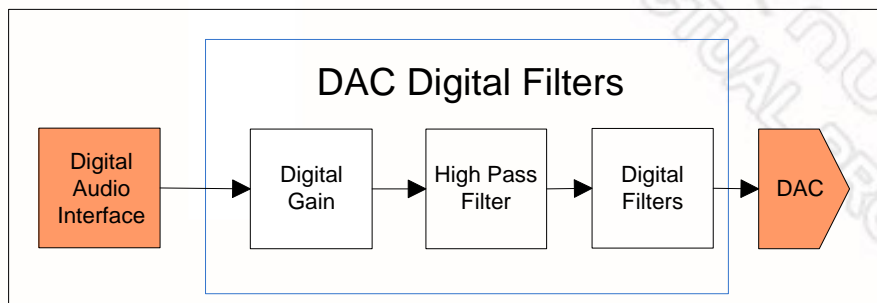 DAC Digital Filters
Digital
Audio
Interface
Digital
Gain
High Pass
Filter
Digital
Filters
DAC